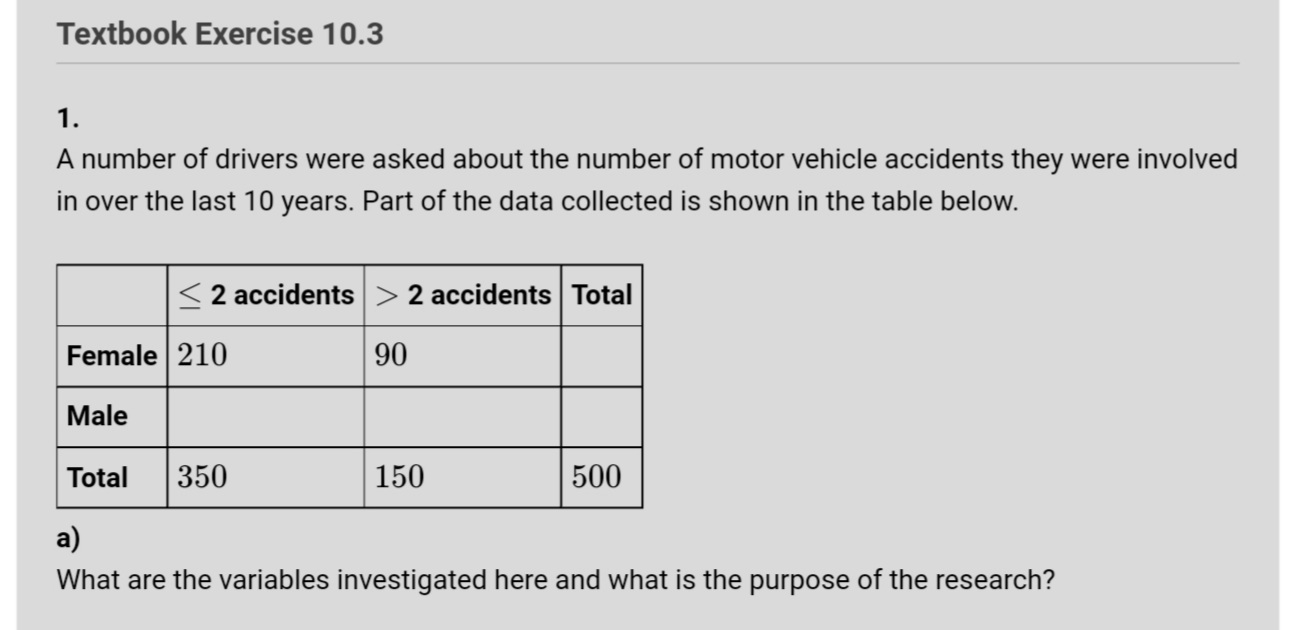 Textbook Exercise 10.3
1.
A number of drivers were asked about the number of motor vehicle accidents they were involved
in over the last 10 years. Part of the data collected is shown in the table below.
≤ 2 accidents > 2 accidents Total
Female 210 90
Male
Total 350 150 500
a)
What are the variables investigated here and what is the purpose of the research?